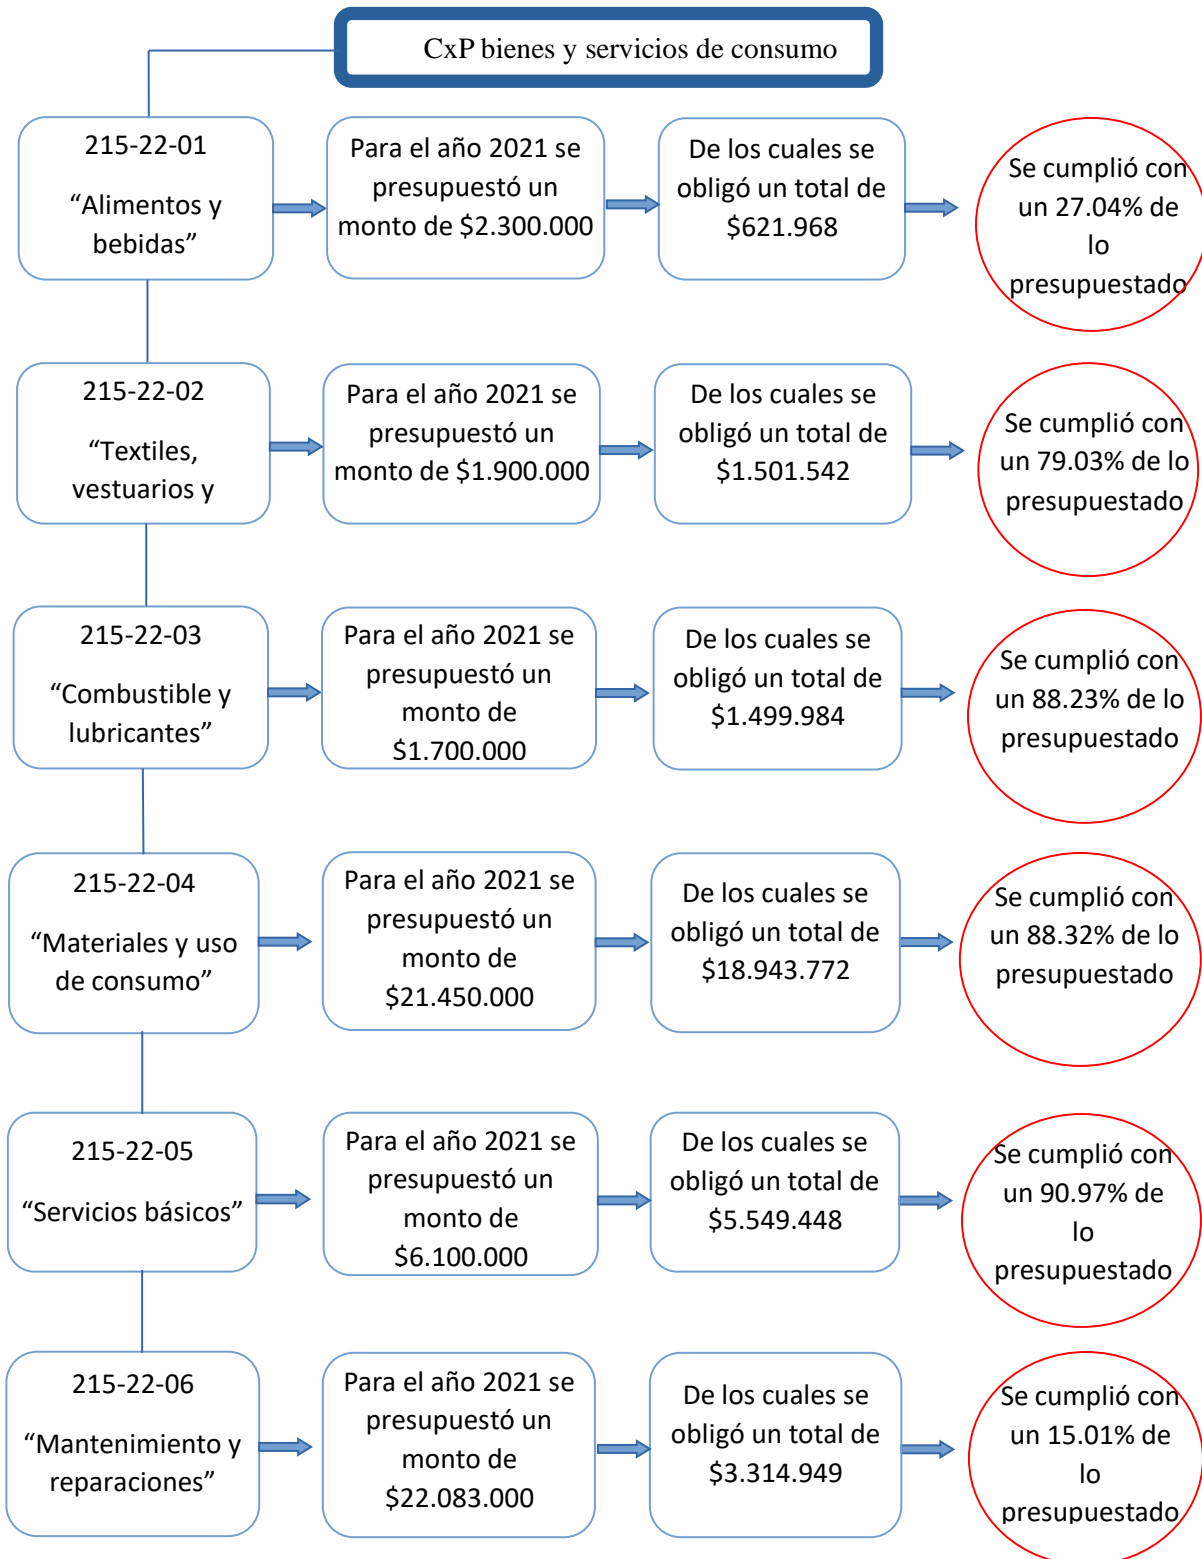 CxP bienes y servicios de consumo
215-22-01
“Alimentos y
bebidas”
Para el año 2021 se
presupuestó un
monto de $2.300.000
De los cuales se
obligó un total de
$621.968
Se cumplió con
un 27.04% de
lo
presupuestado
215-22-02
“Textiles,
vestuarios y
Para el año 2021 se
presupuestó un
monto de $1.900.000
De los cuales se
obligó un total de
$1.501.542
Se cumplió con
un 79.03% de lo
presupuestado
215-22-03
“Combustible y
lubricantes”
Para el año 2021 se
presupuestó un
monto de
$1.700.000
De los cuales se
obligó un total de
$1.499.984
Se cumplió con
un 88.23% de lo
presupuestado
215-22-04
“Materiales y uso
de consumo”
Para el año 2021 se
presupuestó un
monto de
$21.450.000
De los cuales se
obligó un total de
$18.943.772
Se cumplió con
un 88.32% de lo
presupuestado
215-22-05
“Servicios básicos”
Para el año 2021 se
presupuestó un
monto de
$6.100.000
De los cuales se
obligó un total de
$5.549.448
Se cumplió con
un 90.97% de
lo
presupuestado
215-22-06
“Mantenimiento y
reparaciones”
Para el año 2021 se
presupuestó un
monto de
$22.083.000
De los cuales se
obligó un total de
$3.314.949
Se cumplió con
un 15.01% de
lo
presupuestado